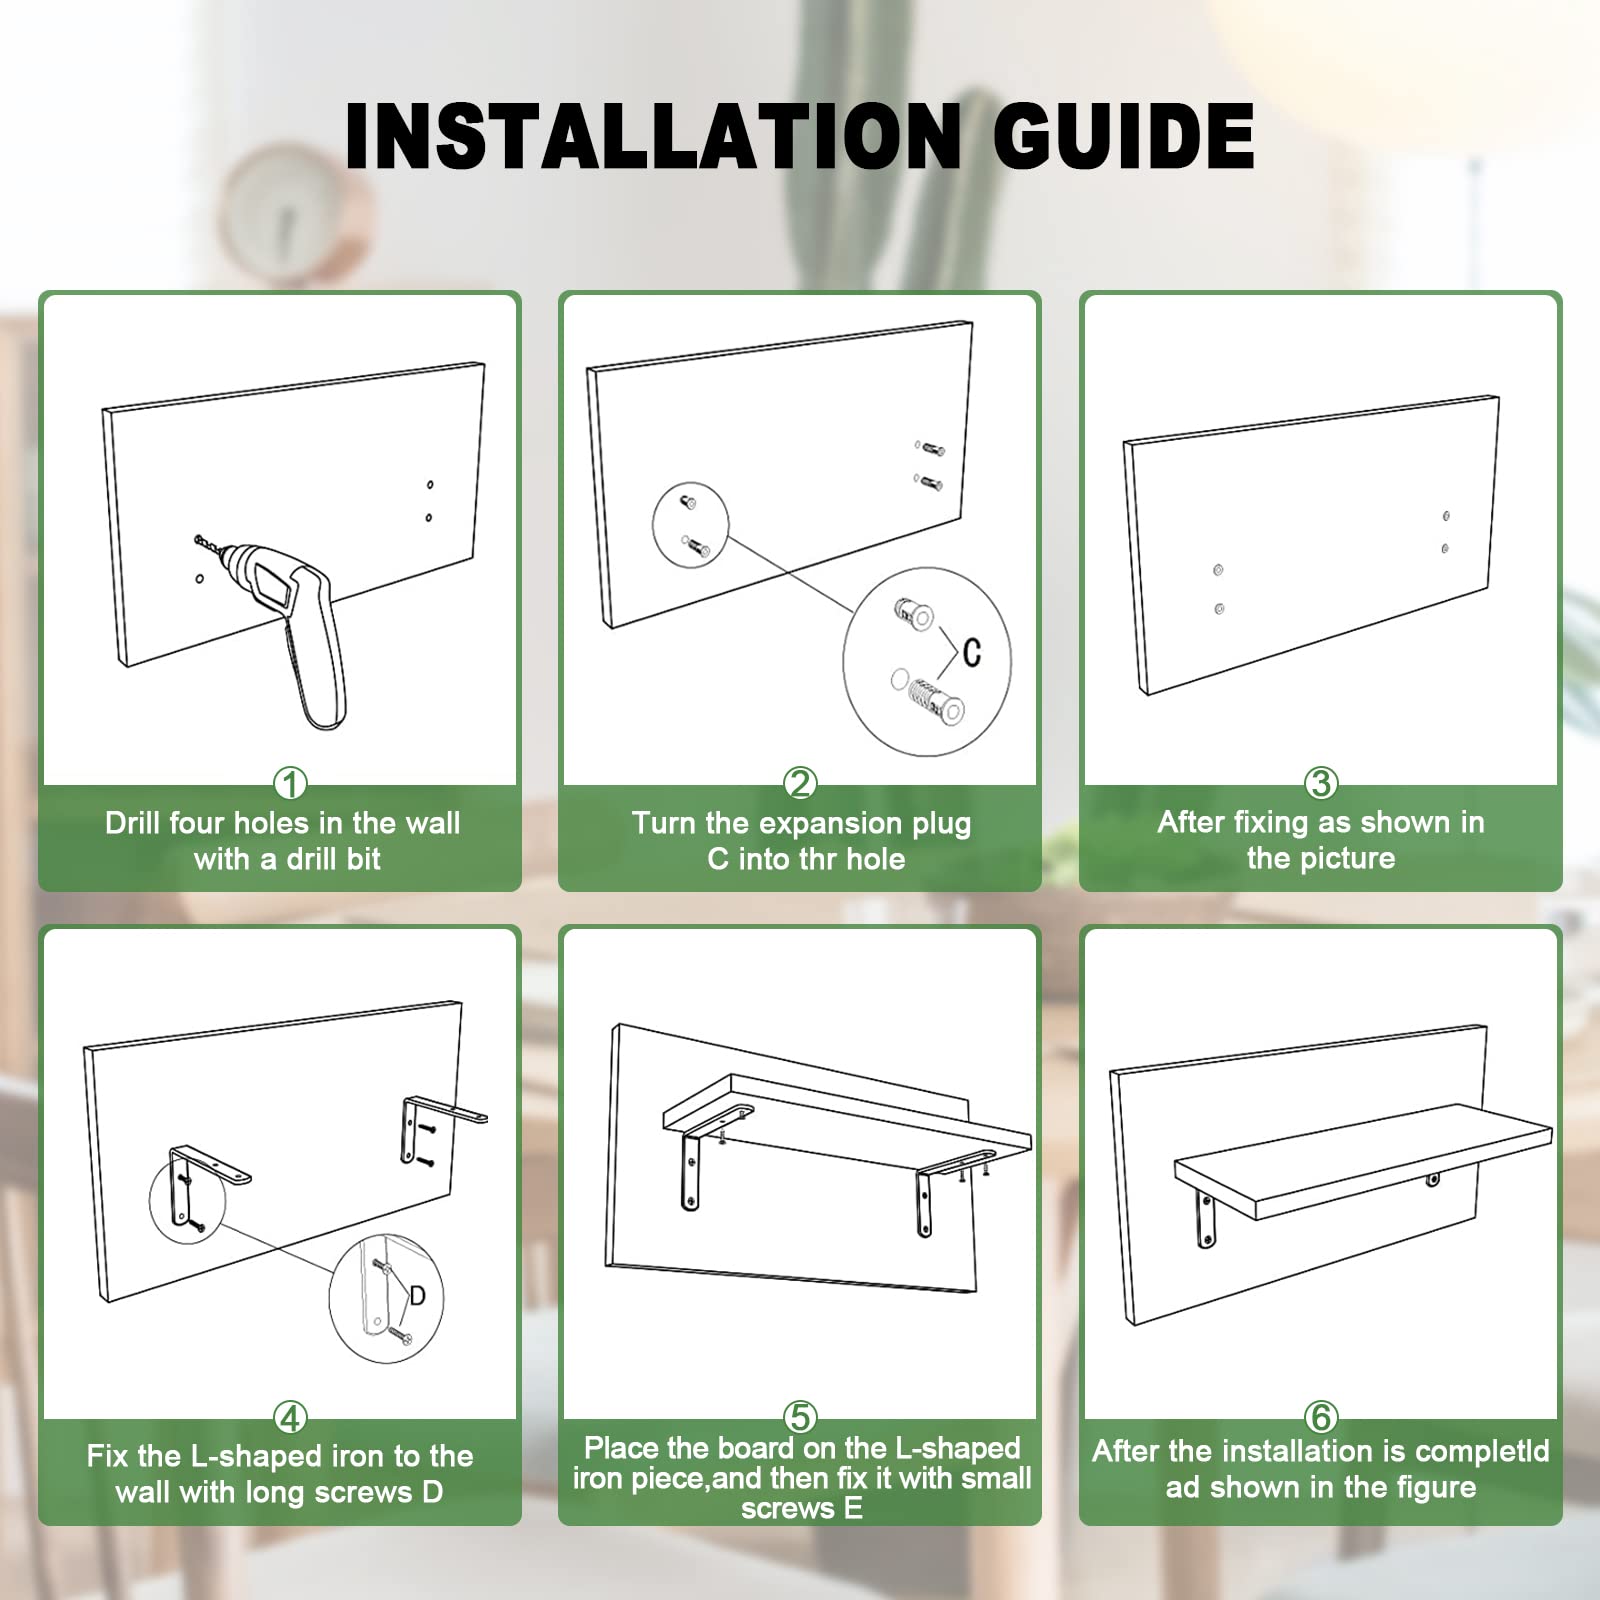 INSTALLATION GUIDE
C
1
Drill four holes in the wall
with a drill bit
2
Turn the expansion plug
C into thr hole
3
After fixing as shown in
the picture
D
4
Fix the L-shaped iron to the
wall with long screws D
5
Place the board on the L-shaped
iron piece,and then fix it with small
screws E
6
After the installation is completld
ad shown in the figure